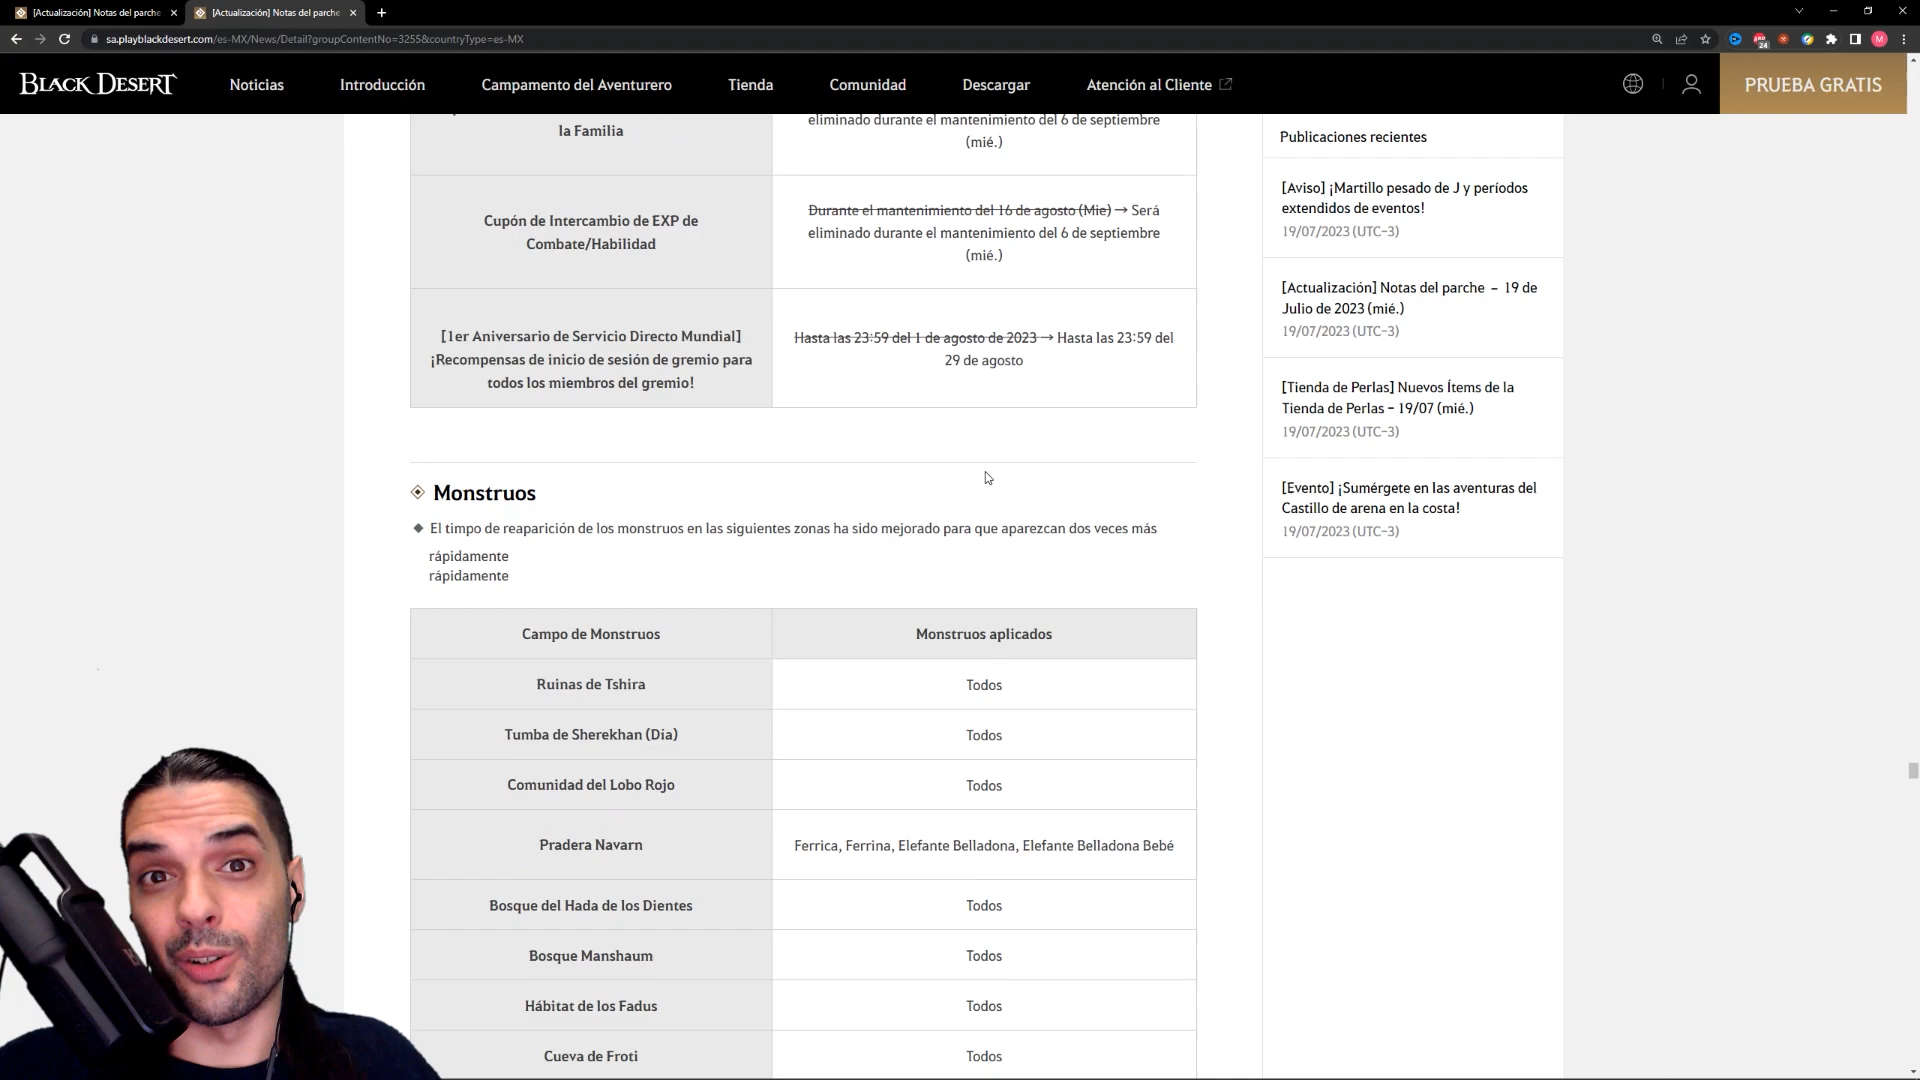 [Actualización] Notas del parche
[Actualización] Notas del parche
sa.playblackdesert.com/es-MX/News/Detail?groupContentNo=3255&countryType=es-MX
24
M
BLACK DESERT
Noticias
Introducción
Campamento del Aventurero
Tienda
Comunidad
Descargar
Atención al Cliente
PRUEBA GRATIS
la Familia
eliminado durante el mantenimiento del 6 de septiembre
(mié.)
Cupón de Intercambio de EXP de
Combate/Habilidad
Durante el mantenimiento del 16 de agosto (Mie) → Será
eliminado durante el mantenimiento del 6 de septiembre
(mié.)
[1er Aniversario de Servicio Directo Mundial]
¡Recompensas de inicio de sesión de gremio para
todos los miembros del gremio!
Hasta las 23:59 del 1 de agosto de 2023 → Hasta las 23:59 del
29 de agosto
Monstruos
El timpo de reaparición de los monstruos en las siguientes zonas ha sido mejorado para que aparezcan dos veces más
rápidamente
rápidamente
Campo de Monstruos
Monstruos aplicados
Ruinas de Tshira
Todos
Tumba de Sherekhan (Día)
Todos
Comunidad del Lobo Rojo
Todos
Pradera Navarn
Ferrica, Ferrina, Elefante Belladona, Elefante Belladona Bebé
Bosque del Hada de los Dientes
Todos
Bosque Manshaum
Todos
Hábitat de los Fadus
Todos
Cueva de Froti
Todos
Publicaciones recientes
[Aviso] ¡Martillo pesado de J y períodos
extendidos de eventos!
19/07/2023 (UTC-3)
[Actualización] Notas del parche - 19 de
Julio de 2023 (mié.)
19/07/2023 (UTC-3)
[Tienda de Perlas] Nuevos Ítems de la
Tienda de Perlas - 19/07 (mié.)
19/07/2023 (UTC-3)
[Evento] ¡Sumérgete en las aventuras del
Castillo de arena en la costa!
19/07/2023 (UTC-3)